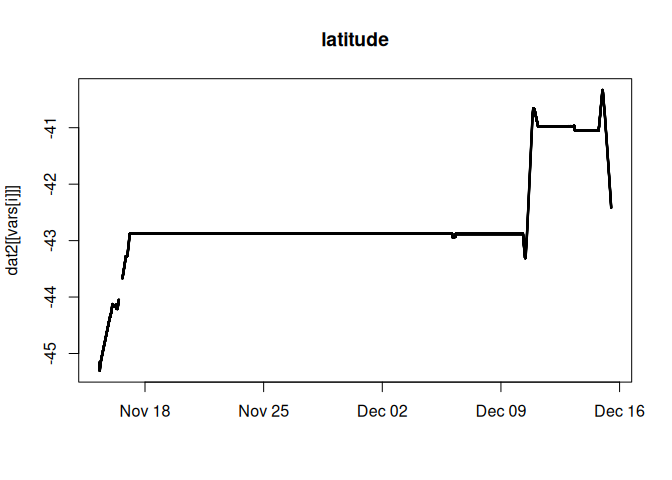 latitude
dat2[[vars[i]]]
-41
-42
-43
-44
-45
Nov 18
Nov 25
Dec 02
Dec 09
Dec 16